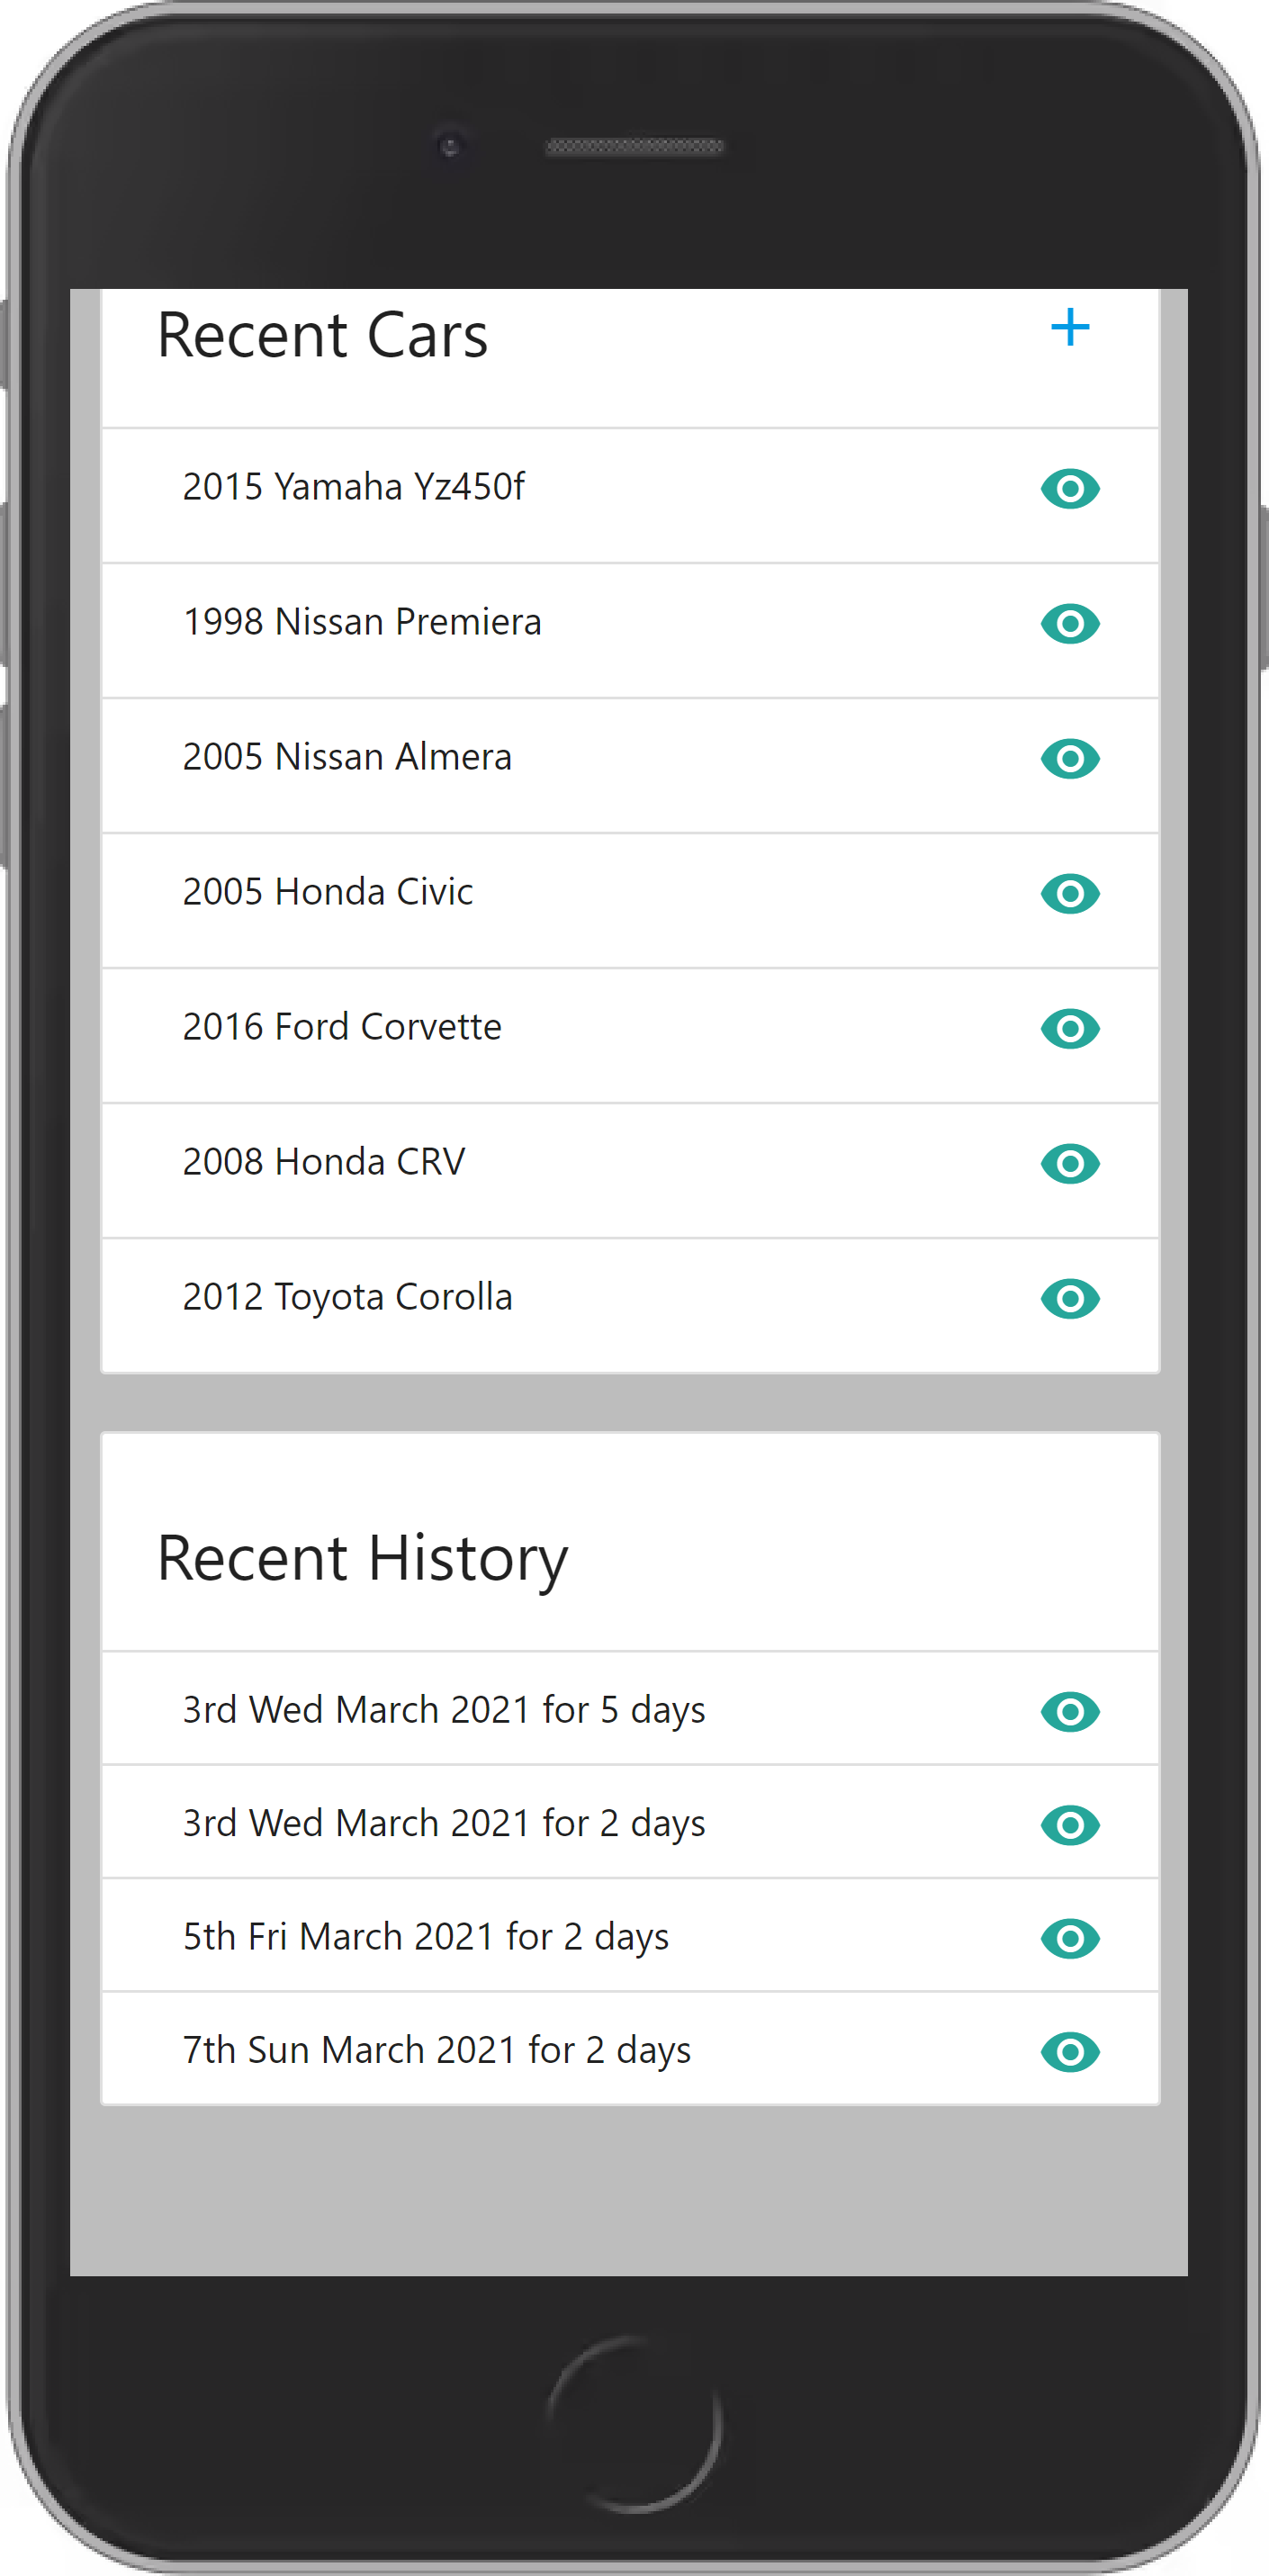 Recent Cars
2015 Yamaha Yz450f
1998 Nissan Premiera
2005 Nissan Almera
2005 Honda Civic
2016 Ford Corvette
2008 Honda CRV
2012 Toyota Corolla
Recent History
3rd Wed March 2021 for 5 days
3rd Wed March 2021 for 2 days
5th Fri March 2021 for 2 days
7th Sun March 2021 for 2 days